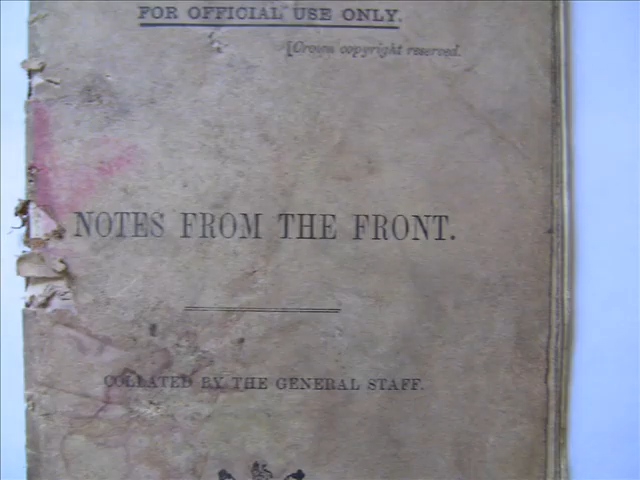 FOR OFFICIAL USE ONLY.
[Crown copyright reserved.
NOTES FROM THE FRONT.
COLLATED BY THE GENERAL STAFF.